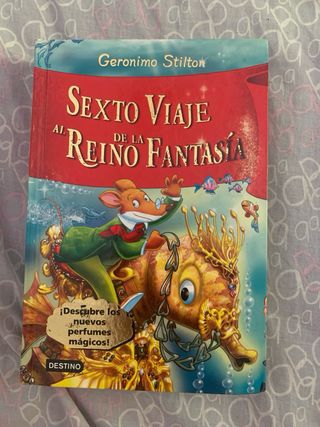 Geronimo Stilton
SEXTO VIAJE
AL REINO DE LA FANTASÍA
¡Descubre los
nuevos
perfumes
mágicos!
DESTINO